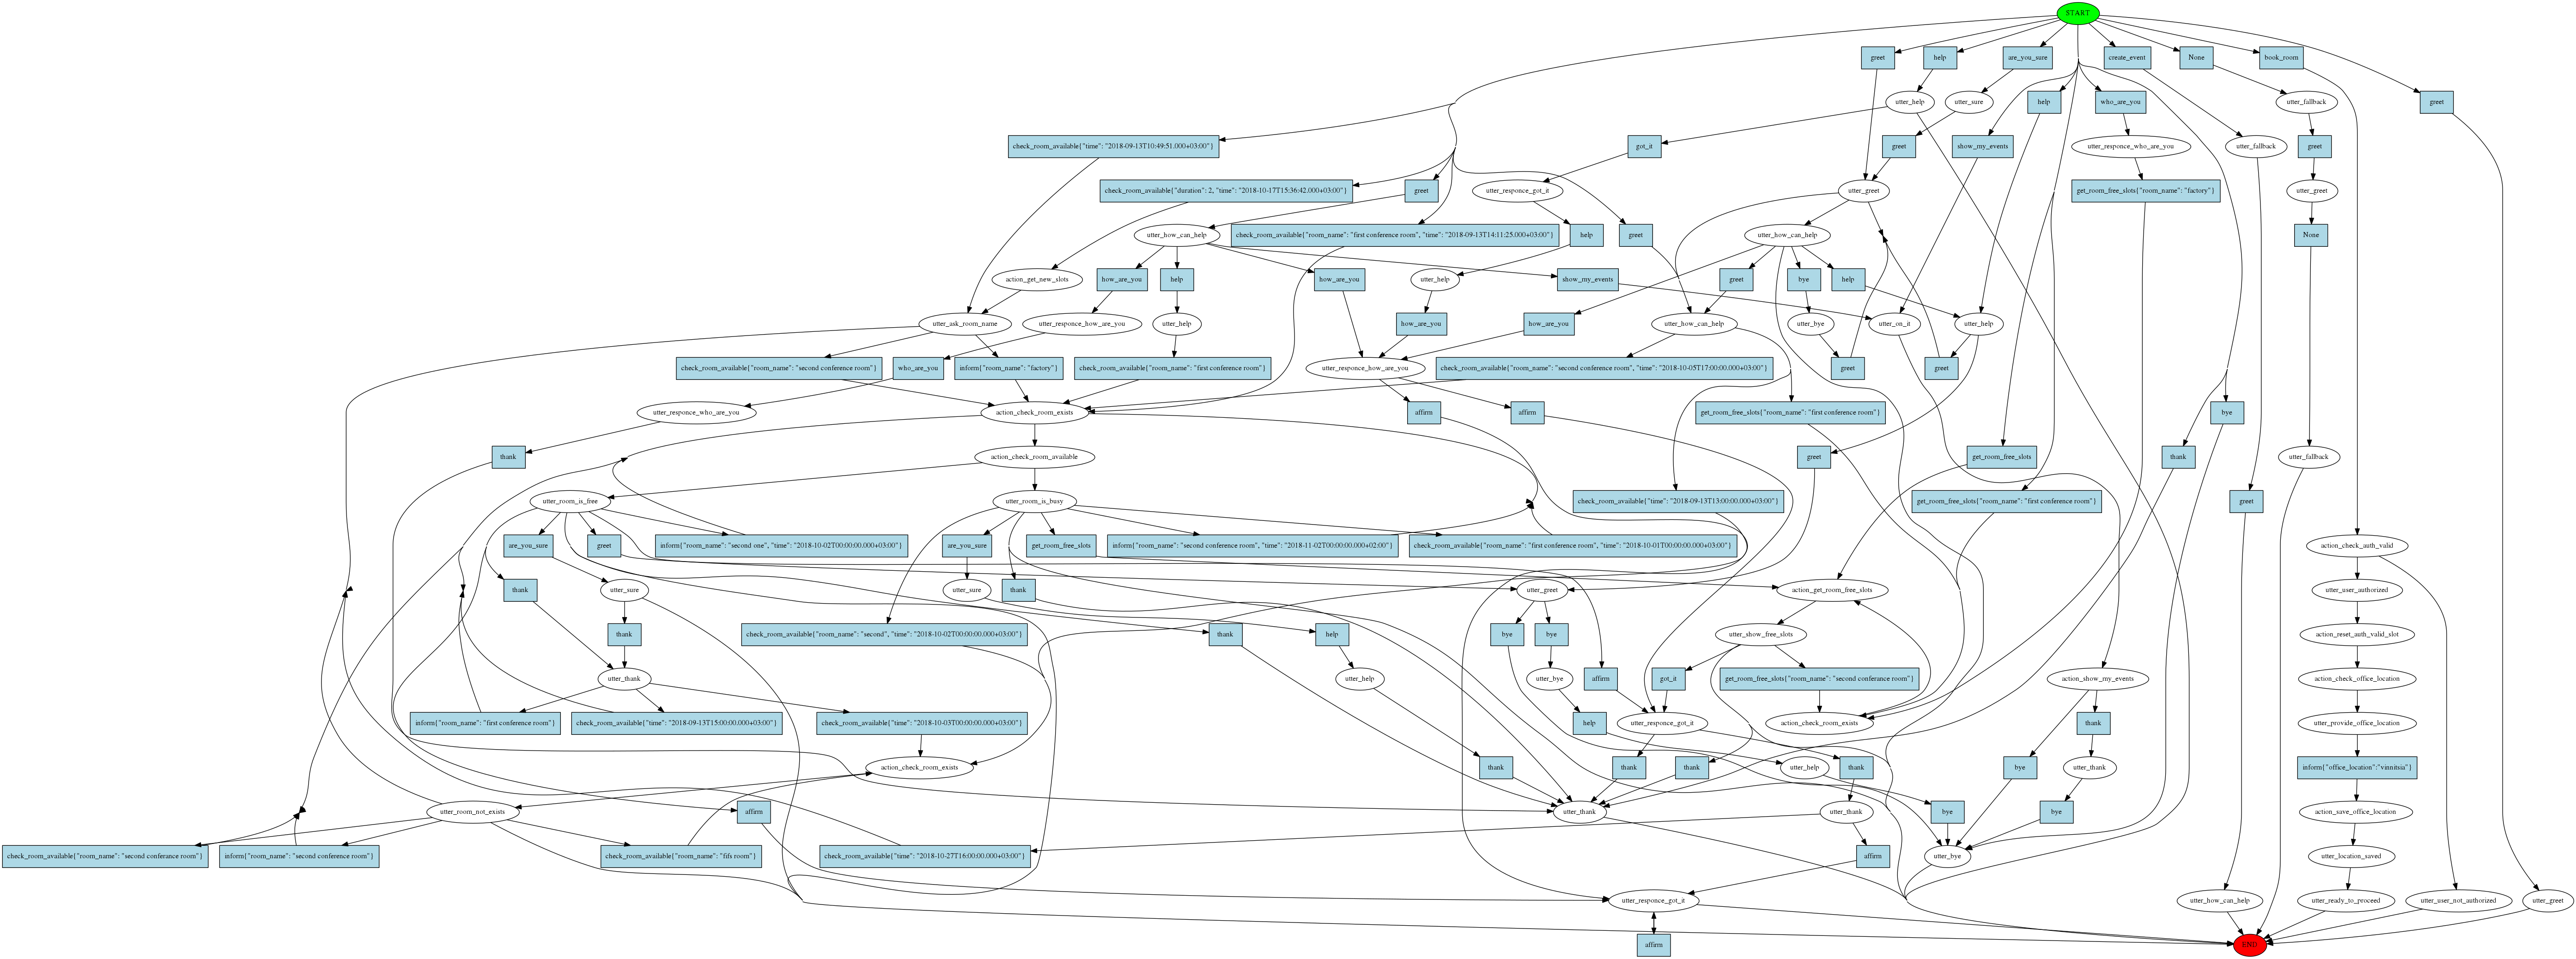 START
greet
help
are_you_sure
create_event
None
book_room
utter_help
utter_sure
help
who_are_you
utter_fallback
greet
check_room_available{"time": "2018-09-13T10:49:51.000+03:00"}
got_it
greet
show_my_events
utter_responce_who_are_you
utter_fallback
greet
check_room_available{"duration": 2, "time": "2018-10-17T15:36:42.000+03:00"}
greet
utter_responce_got_it
utter_greet
get_room_free_slots{"room_name": "factory"}
utter_greet
utter_how_can_help
check_room_available{"room_name": "first conference room", "time": "2018-09-13T14:11:25.000+03:00"}
help
greet
utter_how_can_help
None
action_get_new_slots
how_are_you
help
how_are_you
utter_help
show_my_events
greet
bye
help
utter_ask_room_name
utter_responce_how_are_you
utter_help
how_are_you
how_are_you
utter_how_can_help
utter_bye
utter_on_it
utter_help
check_room_available{"room_name": "second conference room"}
who_are_you
inform{"room_name": "factory"}
check_room_available{"room_name": "first conference room"}
utter_responce_how_are_you
check_room_available{"room_name": "second conference room", "time": "2018-10-05T17:00:00.000+03:00"}
greet
greet
utter_responce_who_are_you
action_check_room_exists
affirm
affirm
get_room_free_slots{"room_name": "first conference room"}
bye
thank
action_check_room_available
greet
get_room_free_slots
thank
utter_fallback
utter_room_is_free
utter_room_is_busy
check_room_available{"time": "2018-09-13T13:00:00.000+03:00"}
get_room_free_slots{"room_name": "first conference room"}
greet
are_you_sure
greet
inform{"room_name": "second one", "time": "2018-10-02T00:00:00.000+03:00"}
are_you_sure
get_room_free_slots
inform{"room_name": "second conference room", "time": "2018-11-02T00:00:00.000+02:00"}
check_room_available{"room_name": "first conference room", "time": "2018-10-01T00:00:00.000+03:00"}
action_check_auth_valid
thank
utter_sure
utter_sure
thank
utter_greet
action_get_room_free_slots
utter_user_authorized
thank
check_room_available{"room_name": "second", "time": "2018-10-02T00:00:00.000+03:00"}
thank
help
bye
bye
utter_show_free_slots
action_reset_auth_valid_slot
utter_thank
utter_help
utter_bye
affirm
got_it
get_room_free_slots{"room_name": "second conferance room"}
action_show_my_events
action_check_office_location
inform{"room_name": "first conference room"}
check_room_available{"time": "2018-09-13T15:00:00.000+03:00"}
check_room_available{"time": "2018-10-03T00:00:00.000+03:00"}
help
utter_responce_got_it
action_check_room_exists
thank
utter_provide_office_location
action_check_room_exists
thank
thank
thank
utter_help
thank
bye
utter_thank
inform{"office_location":"vinnitsia"}
utter_room_not_exists
affirm
utter_thank
utter_thank
bye
bye
action_save_office_location
check_room_available{"room_name": "second conferance room"}
inform{"room_name": "second conference room"}
check_room_available{"room_name": "fifs room"}
check_room_available{"time": "2018-10-27T16:00:00.000+03:00"}
affirm
utter_bye
utter_location_saved
utter_responce_got_it
utter_how_can_help
utter_ready_to_proceed
utter_user_not_authorized
utter_greet
affirm
END